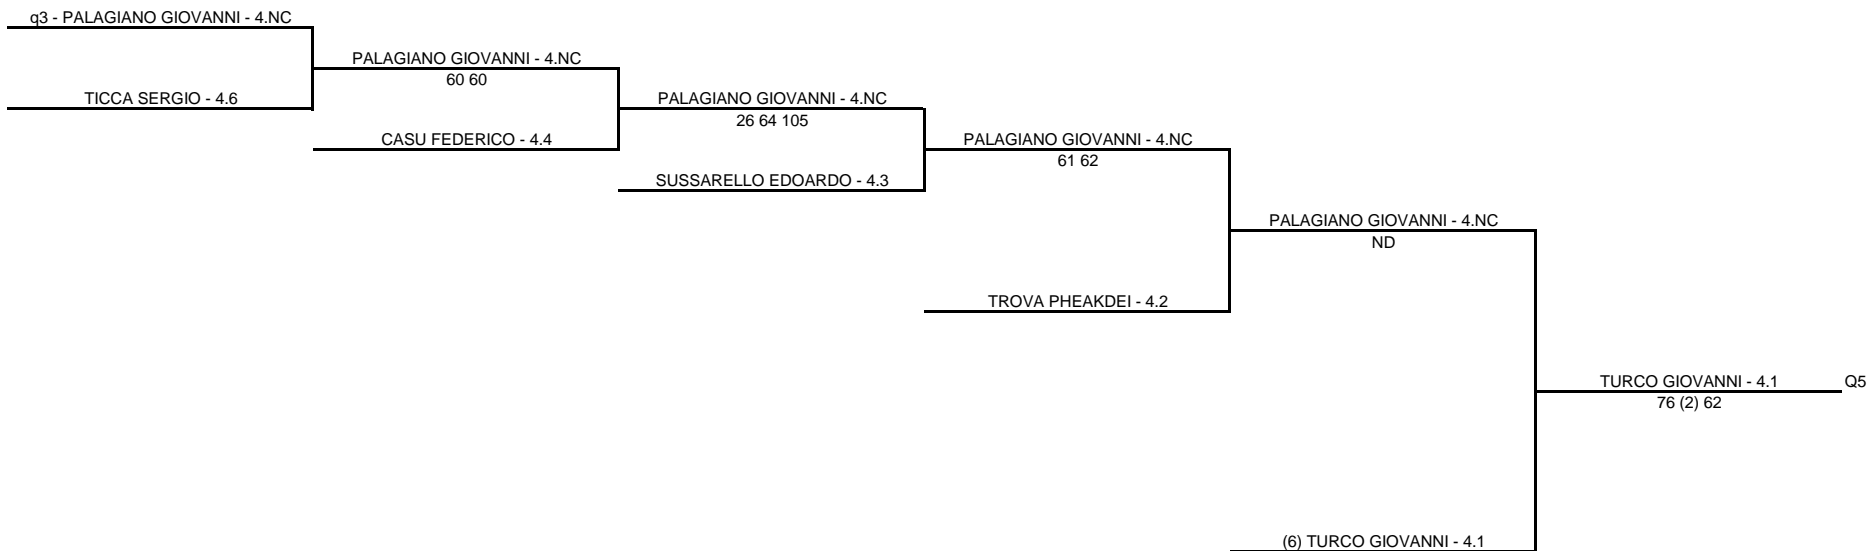 q3 - PALAGIANO GIOVANNI - 4.NC
PALAGIANO GIOVANNI - 4.NC
60 60
TICCA SERGIO - 4.6
PALAGIANO GIOVANNI - 4.NC
26 64 105
CASU FEDERICO - 4.4
PALAGIANO GIOVANNI - 4.NC
61 62
SUSSARELLO EDOARDO - 4.3
PALAGIANO GIOVANNI - 4.NC
ND
TROVA PHEAKDEI - 4.2
TURCO GIOVANNI - 4.1
Q5
76 (2) 62
(6) TURCO GIOVANNI - 4.1